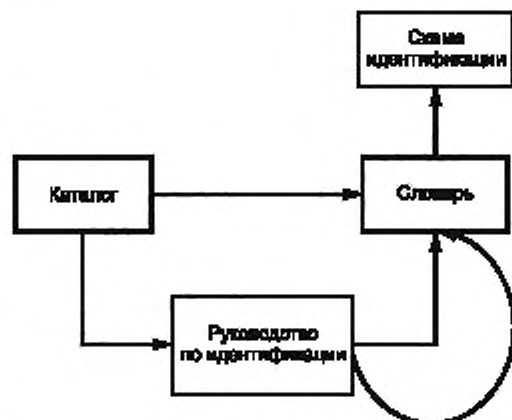 Схема
идентификации
Каталог
Словарь
Руководство
по идентификации